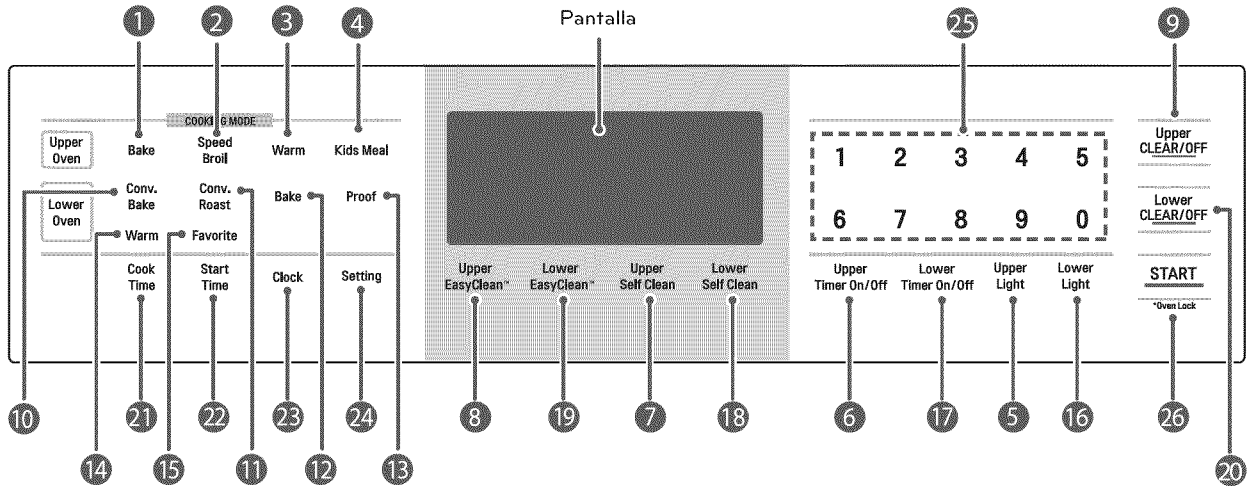 1 2 3 4 Pantalla 25 9
COOKING MODE
Upper Oven
Bake
Speed Broil
Warm
Kids Meal
Lower Oven
Conv. Bake
Conv. Roast
Bake
Proof
Warm
Favorite
Cook Time
Start Time
Clock
Setting
Upper EasyClean™
Lower EasyClean™
Upper Self Clean
Lower Self Clean
1 2 3 4 5
6 7 8 9 0
Upper Timer On/Off
Lower Timer On/Off
Upper Light
Lower Light
Upper CLEAR/OFF
Lower CLEAR/OFF
START
*Oven Lock
10 21 22 23 24 8 19 7 18 6 17 5 16 26
14 15 11 12 13 20